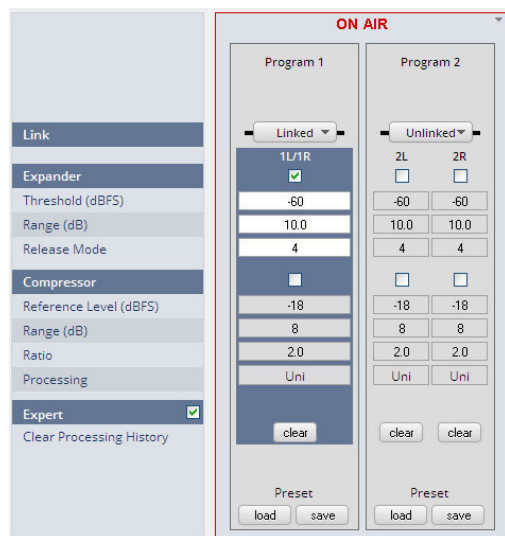 ON AIR
Program 1 Program 2
Link Linked Unlinked
1L/1R 2L 2R
Expander
Threshold (dBFS) -60 -60 -60
Range (dB) 10.0 10.0 10.0
Release Mode 4 4 4
Compressor
Reference Level (dBFS) -18 -18 -18
Range (dB) 8 8 8
Ratio 2.0 2.0 2.0
Processing Uni Uni Uni
Expert
Clear Processing History clear clear clear
Preset Preset
load save load save